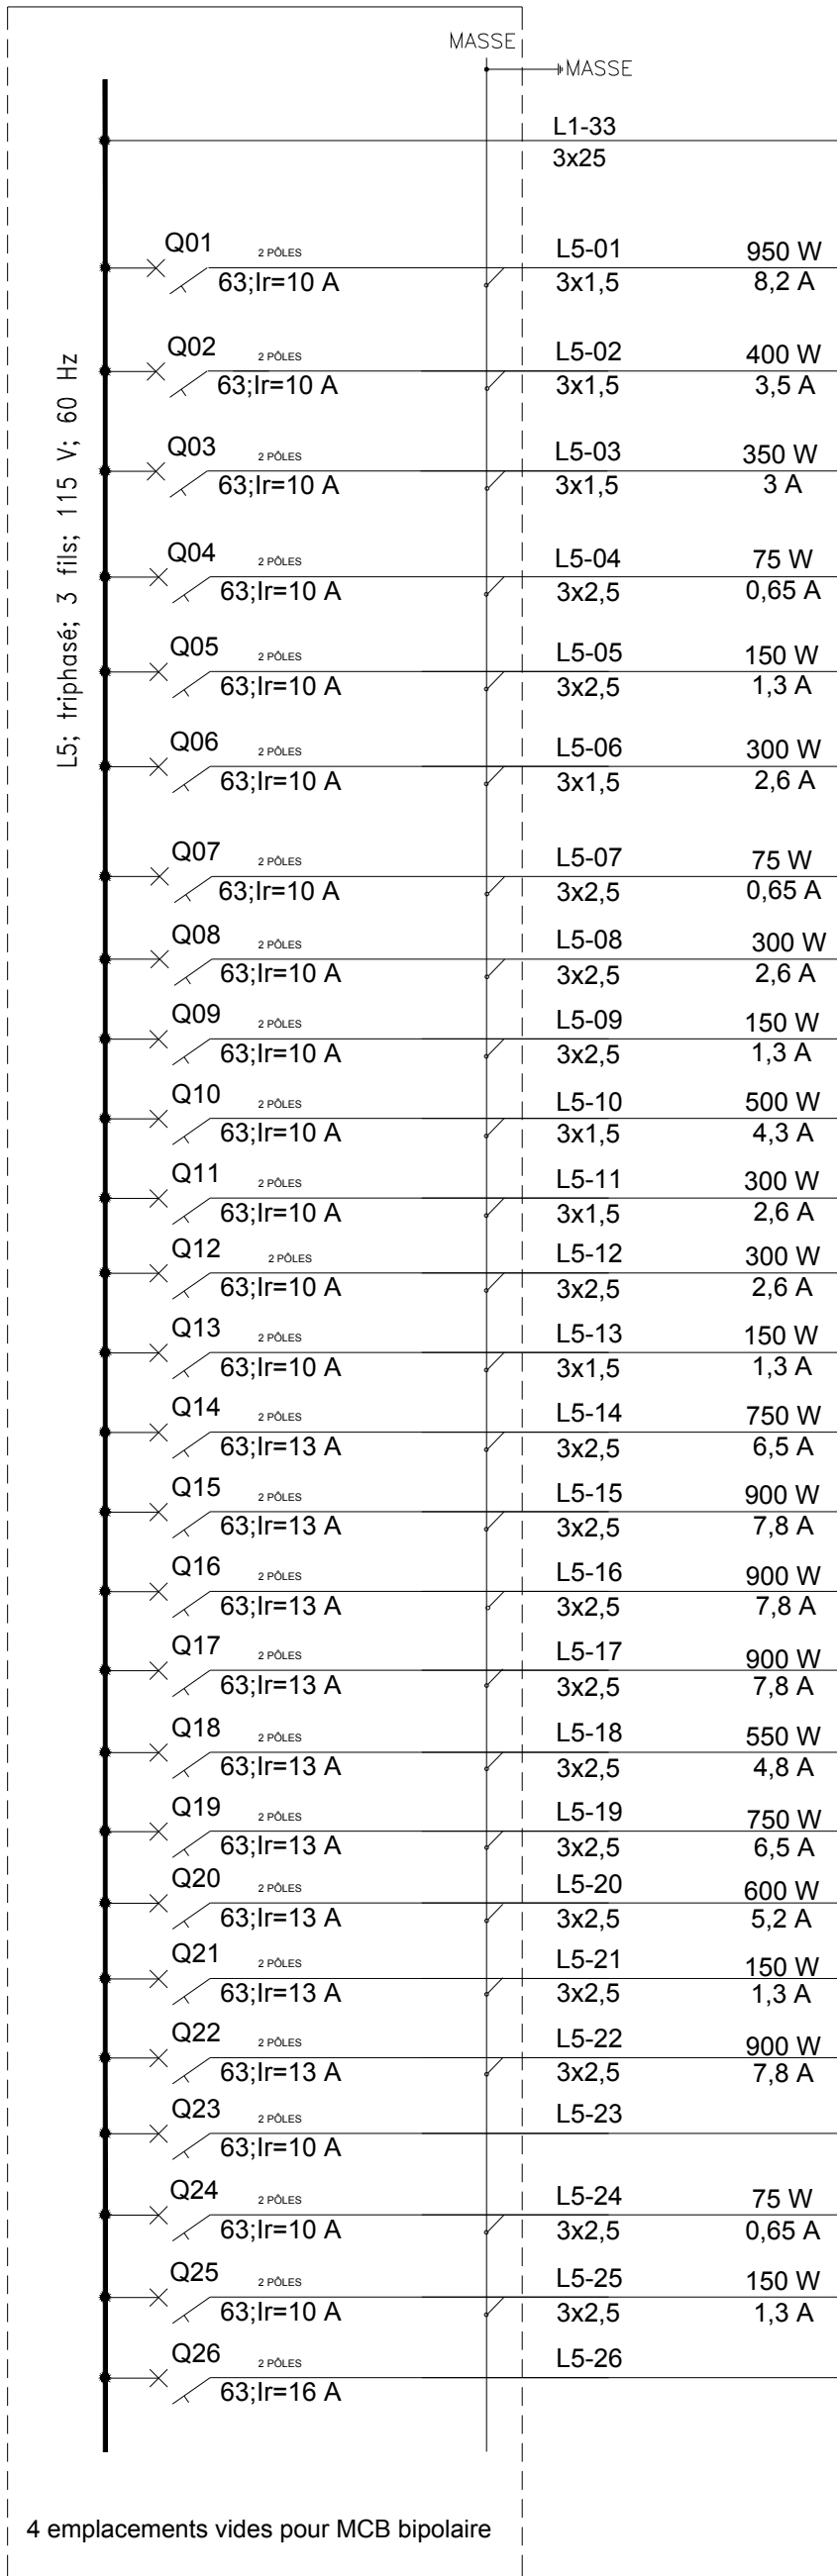 MASSE
MASSE
L1-33
3x25
L5; triphasé; 3 fils; 115 V; 60 Hz
Q01 2 PÔLES L5-01 950 W
63;Ir=10 A 3x1,5 8,2 A
Q02 2 PÔLES L5-02 400 W
63;Ir=10 A 3x1,5 3,5 A
Q03 2 PÔLES L5-03 350 W
63;Ir=10 A 3x1,5 3 A
Q04 2 PÔLES L5-04 75 W
63;Ir=10 A 3x2,5 0,65 A
Q05 2 PÔLES L5-05 150 W
63;Ir=10 A 3x2,5 1,3 A
Q06 2 PÔLES L5-06 300 W
63;Ir=10 A 3x1,5 2,6 A
Q07 2 PÔLES L5-07 75 W
63;Ir=10 A 3x2,5 0,65 A
Q08 2 PÔLES L5-08 300 W
63;Ir=10 A 3x2,5 2,6 A
Q09 2 PÔLES L5-09 150 W
63;Ir=10 A 3x2,5 1,3 A
Q10 2 PÔLES L5-10 500 W
63;Ir=10 A 3x1,5 4,3 A
Q11 2 PÔLES L5-11 300 W
63;Ir=10 A 3x1,5 2,6 A
Q12 2 PÔLES L5-12 300 W
63;Ir=10 A 3x2,5 2,6 A
Q13 2 PÔLES L5-13 150 W
63;Ir=10 A 3x1,5 1,3 A
Q14 2 PÔLES L5-14 750 W
63;Ir=13 A 3x2,5 6,5 A
Q15 2 PÔLES L5-15 900 W
63;Ir=13 A 3x2,5 7,8 A
Q16 2 PÔLES L5-16 900 W
63;Ir=13 A 3x2,5 7,8 A
Q17 2 PÔLES L5-17 900 W
63;Ir=13 A 3x2,5 7,8 A
Q18 2 PÔLES L5-18 550 W
63;Ir=13 A 3x2,5 4,8 A
Q19 2 PÔLES L5-19 750 W
63;Ir=13 A 3x2,5 6,5 A
Q20 2 PÔLES L5-20 600 W
63;Ir=13 A 3x2,5 5,2 A
Q21 2 PÔLES L5-21 150 W
63;Ir=13 A 3x2,5 1,3 A
Q22 2 PÔLES L5-22 900 W
63;Ir=13 A 3x2,5 7,8 A
Q23 2 PÔLES L5-23
63;Ir=10 A
Q24 2 PÔLES L5-24 75 W
63;Ir=10 A 3x2,5 0,65 A
Q25 2 PÔLES L5-25 150 W
63;Ir=10 A 3x2,5 1,3 A
Q26 2 PÔLES L5-26
63;Ir=16 A
4 emplacements vides pour MCB bipolaire